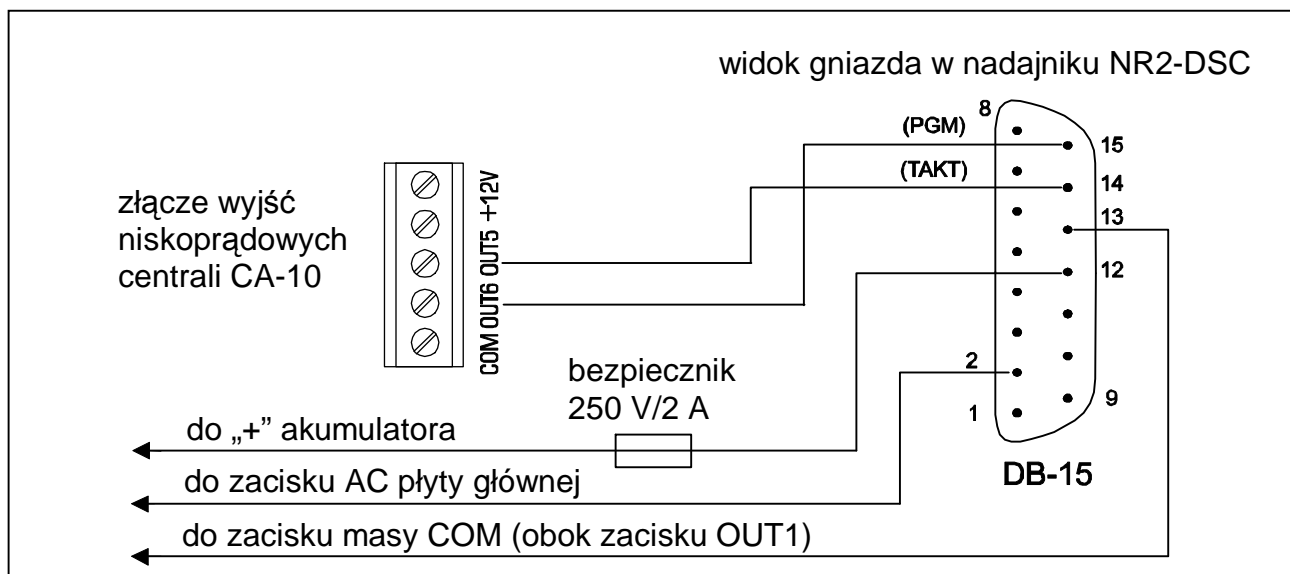 widok gniazda w nadajniku NR2-DSC
8
(PGM)
15
(TAKT)
14
złącze wyjść
niskoprądowych
centrali CA-10
COM OUT6 OUT5 +12V
13
12
bezpiecznik
250 V/2 A
2
1
9
do „+” akumulatora
DB-15
do zacisku AC płyty głównej
do zacisku masy COM (obok zacisku OUT1)